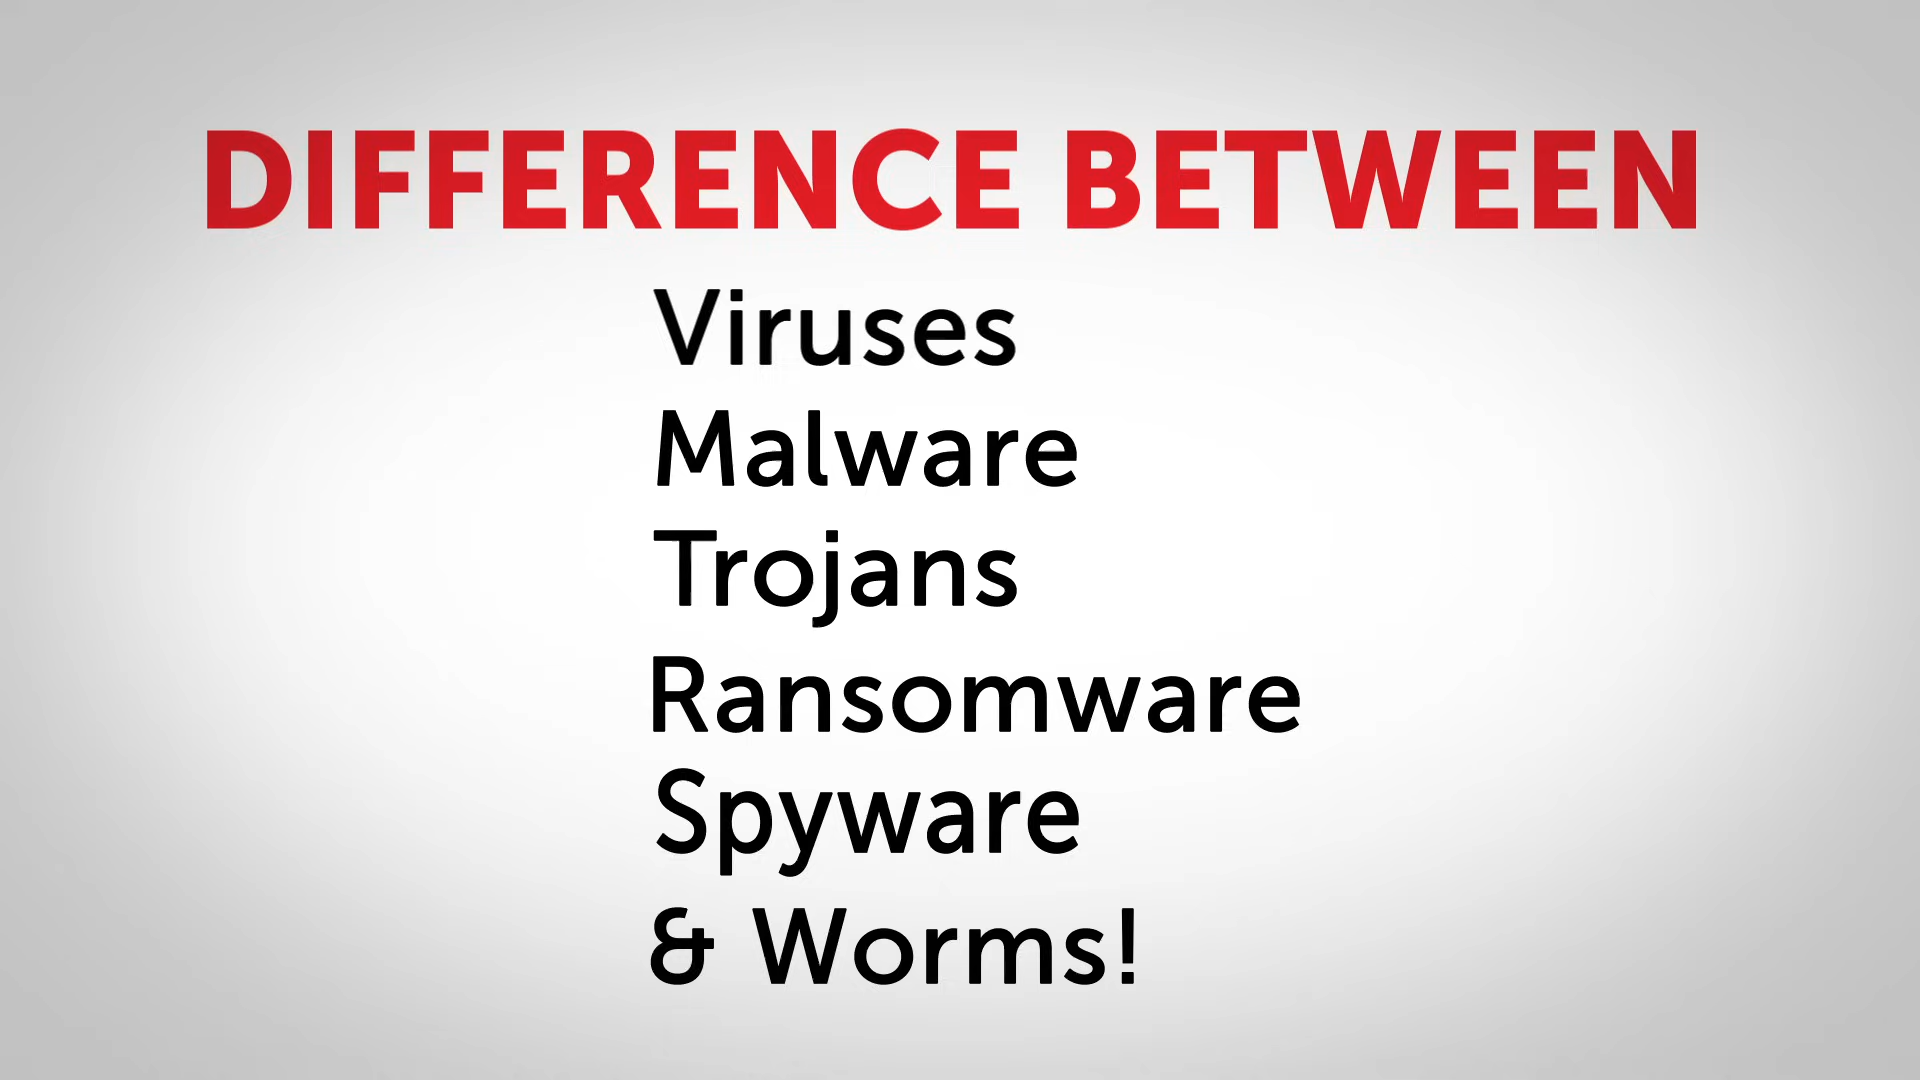 DIFFERENCE BETWEEN
Viruses
Malware
Trojans
Ransomware
Spyware
& Worms!